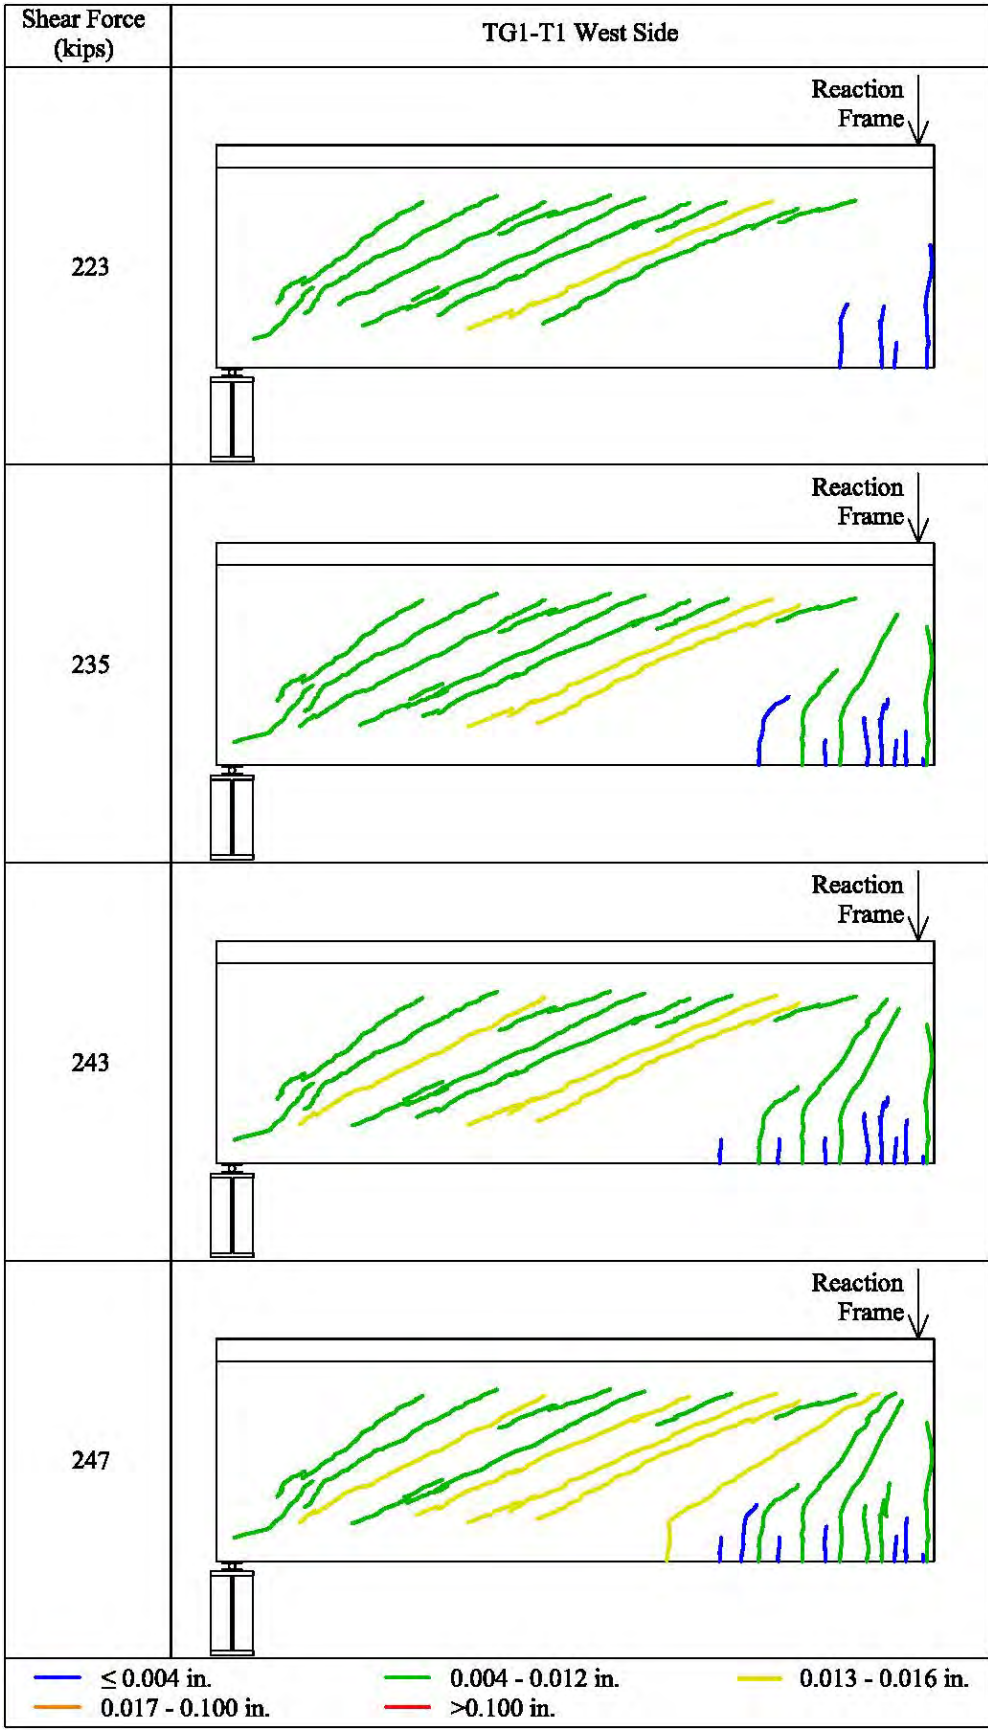 Shear Force
(kips)
TG1-T1 West Side
Reaction
Frame
223
Reaction
Frame
235
Reaction
Frame
243
Reaction
Frame
247
≤ 0.004 in.
0.004 - 0.012 in.
0.013 - 0.016 in.
0.017 - 0.100 in.
>0.100 in.